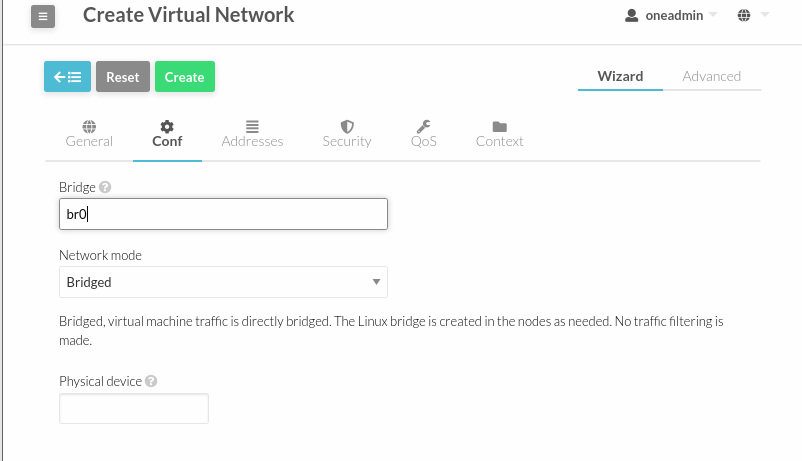 Create Virtual Network
oneadmin
Reset
Create
Wizard
Advanced
General
Conf
Addresses
Security
QoS
Context
Bridge ?
br0
Network mode
Bridged
Bridged, virtual machine traffic is directly bridged. The Linux bridge is created in the nodes as needed. No traffic filtering is
made.
Physical device ?